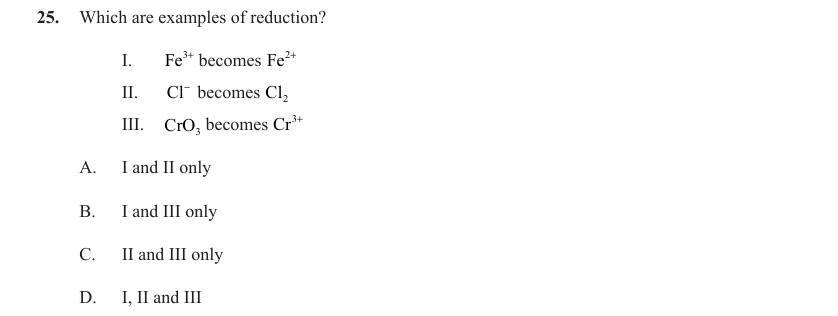 25. Which are examples of reduction?
I. Fe³⁺ becomes Fe²⁺
II. Cl⁻ becomes Cl₂
III. CrO₃ becomes Cr³⁺
A. I and II only
B. I and III only
C. II and III only
D. I, II and III